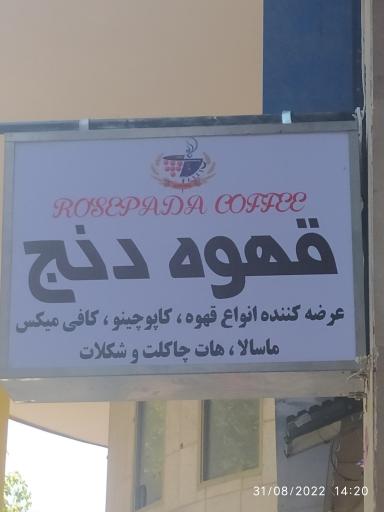 ROSEPADA COFFEE
قهوه دنج
عرضه کننده انواع قهوه ، کاپوچینو ، کافی میکس
ماسالا ، هات چاکلت و شکلات
31/08/2022 14:20